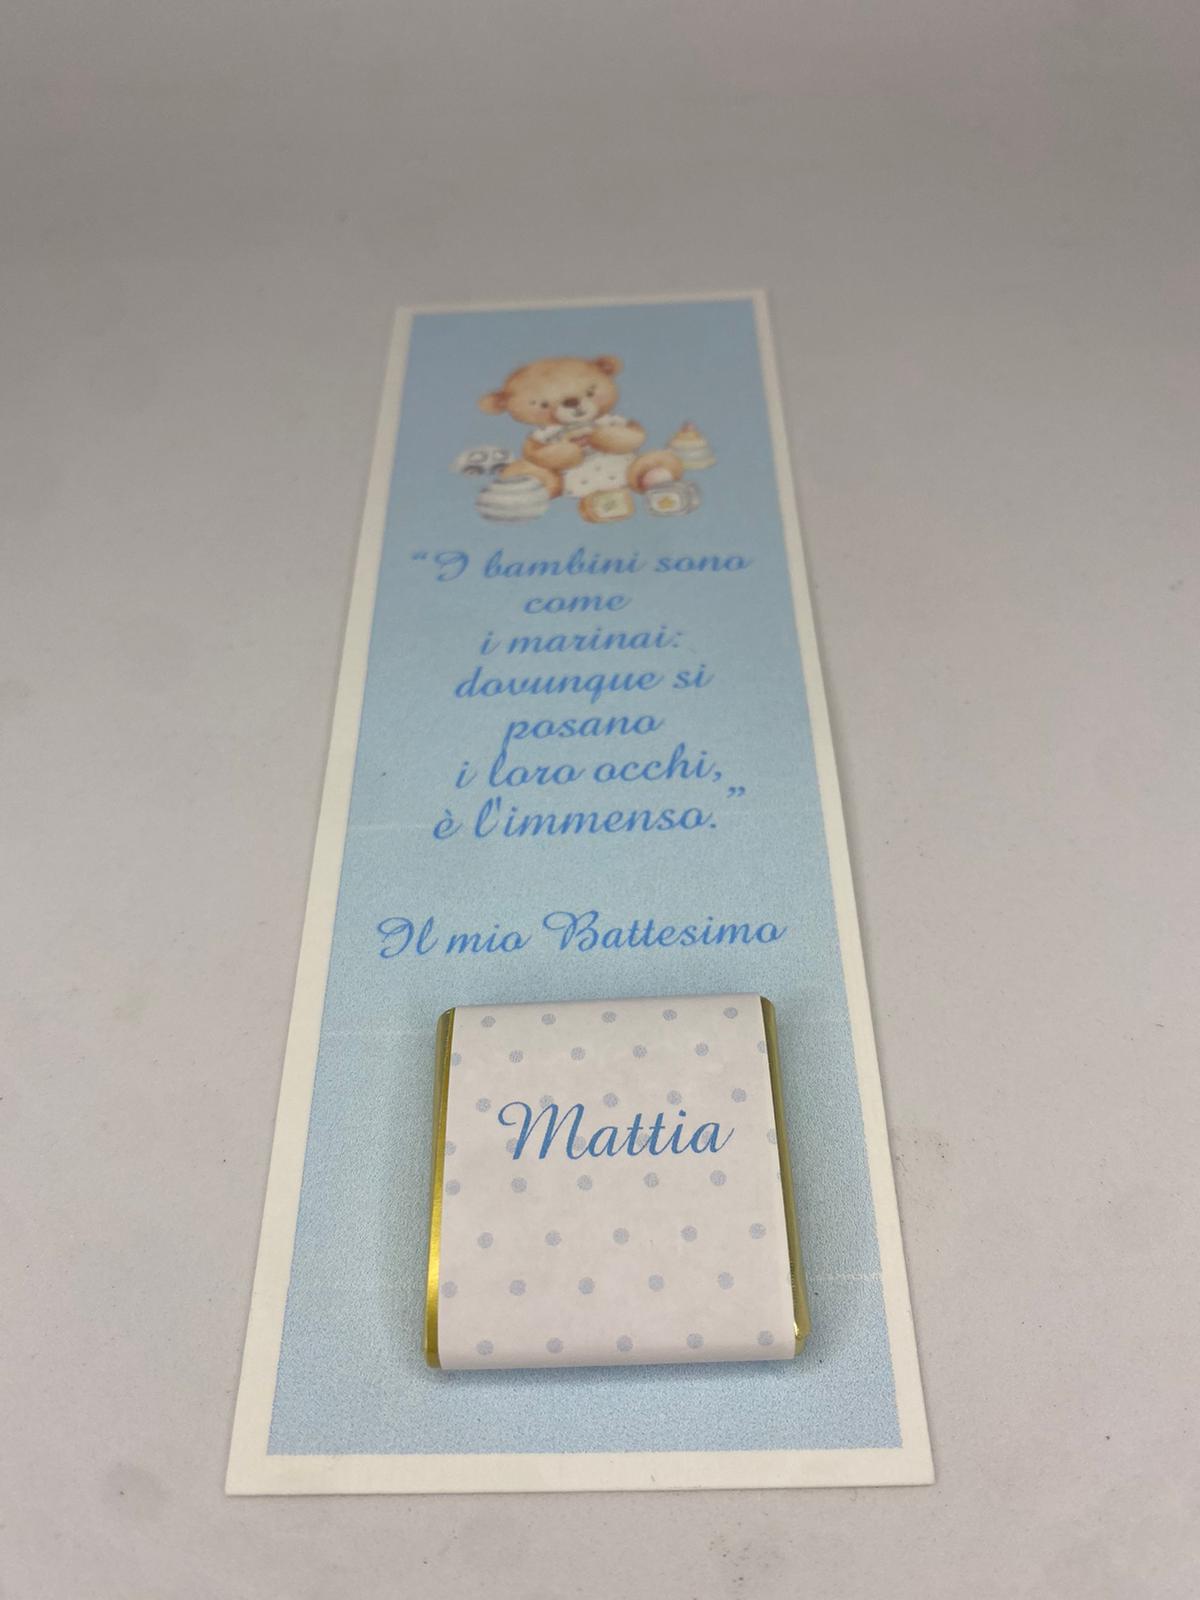 “I bambini sono
come
i marinai:
dovunque si
posano
i loro occhi,
è l'immenso.”
Il mio Battesimo
Mattia